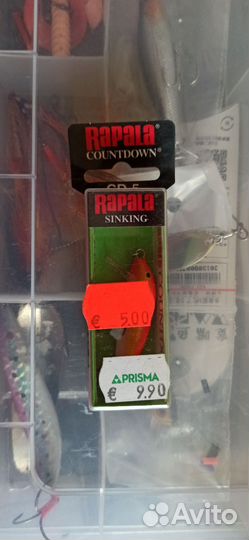 Rapala
COUNTDOWN®
CD-5
Rapala
SINKING
€ 5.00
PRISMA
€ 9.90
Avito